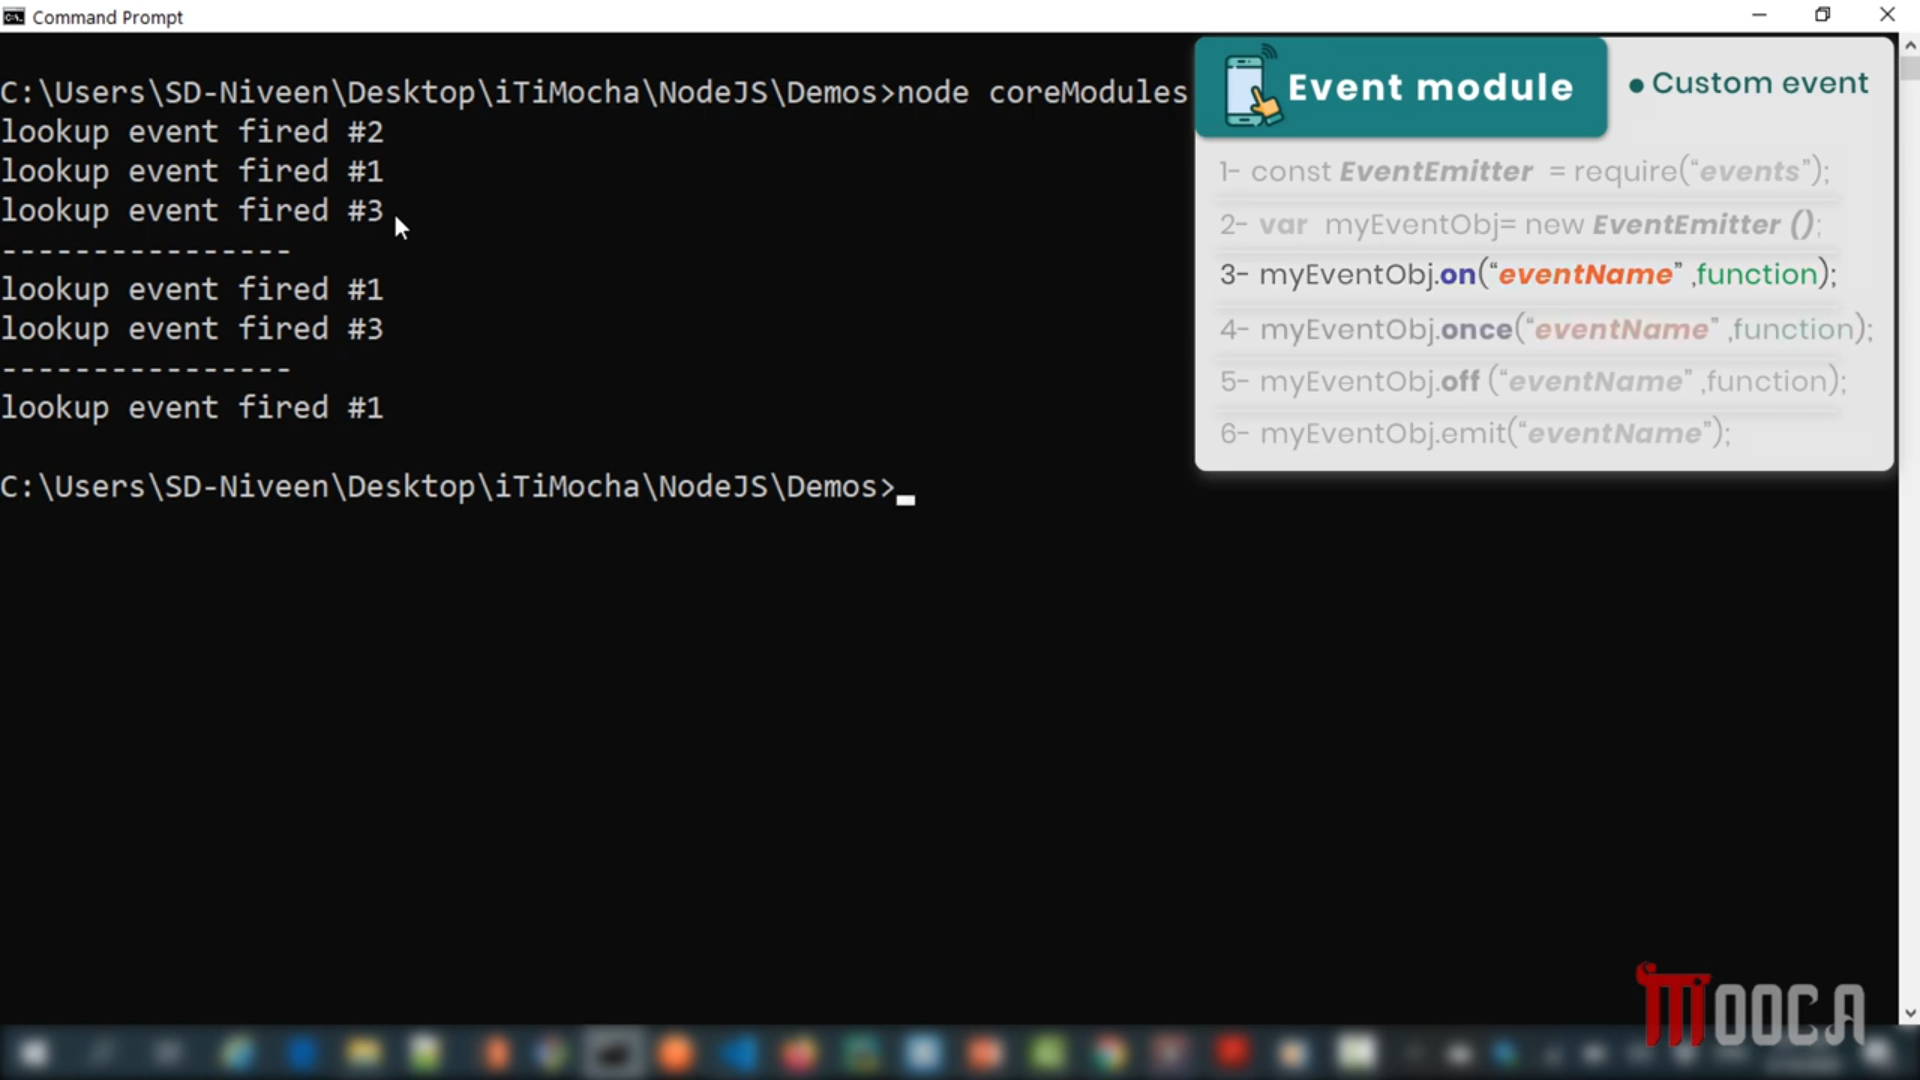 Command Prompt
C:\Users\SD-Niveen\Desktop\iTiMocha\NodeJS\Demos>node coreModules
lookup event fired #2
lookup event fired #1
lookup event fired #3
----------------
lookup event fired #1
lookup event fired #3
----------------
lookup event fired #1
C:\Users\SD-Niveen\Desktop\iTiMocha\NodeJS\Demos>
Event module
• Custom event
1- const EventEmitter = require(“events”);
2- var myEventObj= new EventEmitter ();
3- myEventObj.on(“eventName” ,function);
4- myEventObj.once(“eventName” ,function);
5- myEventObj.off (“eventName” ,function);
6- myEventObj.emit(“eventName”);
MOOCA